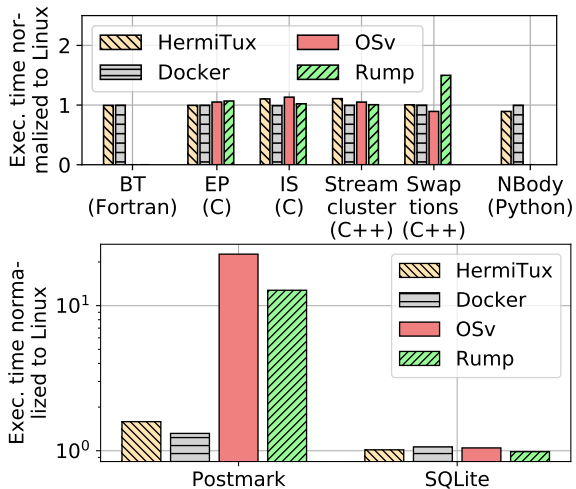 Exec. time nor-
malized to Linux
2
1
0
HermiTux
Docker
OSv
Rump
BT
(Fortran)
EP
(C)
IS
(C)
Stream
cluster
(C++)
Swap
tions
(C++)
NBody
(Python)
Exec. time norma-
lized to Linux
10¹
10⁰
HermiTux
Docker
OSv
Rump
Postmark
SQLite